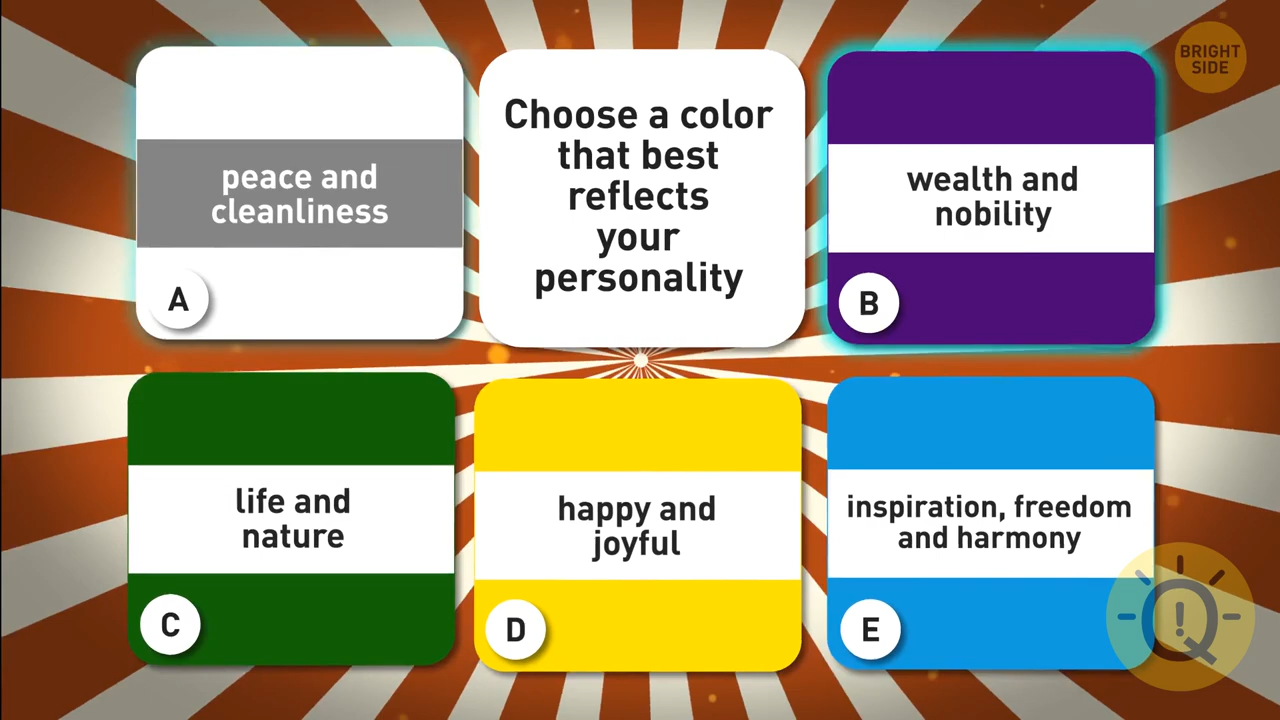 BRIGHT
SIDE
peace and
cleanliness
A
Choose a color
that best
reflects
your
personality
wealth and
nobility
B
life and
nature
C
happy and
joyful
D
inspiration, freedom
and harmony
E
Q!